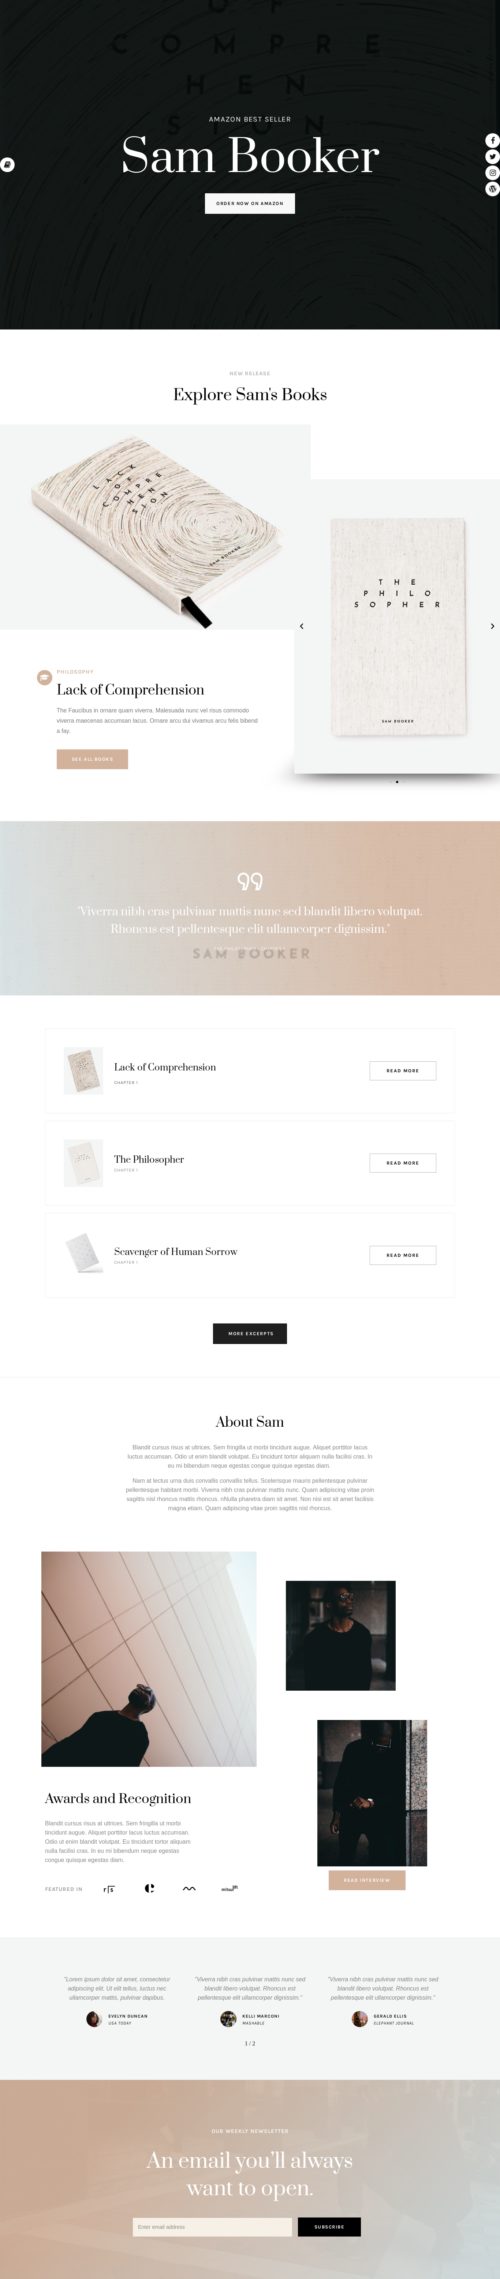 OF
COMPRE
HEN
SION
AMAZON BEST SELLER
Sam Booker
ORDER NOW ON AMAZON
NEW RELEASE
Explore Sam's Books
LACK
OF
COMPRE
HEN
SION
SAM BOOKER
THE
PHILO
SOPHER
SAM BOOKER
PHILOSOPHY
Lack of Comprehension
The Faucibus in ornare quam viverra. Malesuada nunc vel risus commodo
viverra maecenas accumsan lacus. Ornare arcu dui vivamus arcu felis bibend
a fay.
SEE ALL BOOKS
"Viverra nibh cras pulvinar mattis nunc sed blandit libero volutpat.
Rhoncus est pellentesque elit ullamcorper dignissim."
SAM BOOKER
Lack of Comprehension
CHAPTER 1
READ MORE
The Philosopher
CHAPTER 1
READ MORE
Scavenger of Human Sorrow
CHAPTER 1
READ MORE
MORE EXCERPTS
About Sam
Blandit cursus risus at ultrices. Sem fringilla ut morbi tincidunt augue. Aliquet porttitor lacus
luctus accumsan. Odio ut enim blandit volutpat. Eu tincidunt tortor aliquam nulla facilisi cras. In
eu mi bibendum neque egestas congue quisque egestas diam.
Nam at lectus urna duis convallis convallis tellus. Scelerisque mauris pellentesque pulvinar
pellentesque habitant morbi. Viverra nibh cras pulvinar mattis nunc. Quam adipiscing vitae proin
sagittis nisl rhoncus mattis rhoncus. nNulla pharetra diam sit amet. Non nisi est sit amet facilisis
magna etiam. Quam adipiscing vitae proin sagittis nisl rhoncus.
Awards and Recognition
Blandit cursus risus at ultrices. Sem fringilla ut morbi
tincidunt augue. Aliquet porttitor lacus luctus accumsan.
Odio ut enim blandit volutpat. Eu tincidunt tortor aliquam
nulla facilisi cras. In eu mi bibendum neque egestas
congue quisque egestas diam.
READ INTERVIEW
FEATURED IN
"Lorem ipsum dolor sit amet, consectetur
adipiscing elit. Ut elit tellus, luctus nec
ullamcorper mattis, pulvinar dapibus.
EVELYN DUNCAN
USA TODAY
"Viverra nibh cras pulvinar mattis nunc sed
blandit libero volutpat. Rhoncus est
pellentesque elit ullamcorper dignissim."
KELLI MARCONI
MASHABLE
"Viverra nibh cras pulvinar mattis nunc sed
blandit libero volutpat. Rhoncus est
pellentesque elit ullamcorper dignissim."
GERALD ELLIS
ELEPHANT JOURNAL
1 / 2
OUR WEEKLY NEWSLETTER
An email you'll always
want to open.
Enter email address
SUBSCRIBE